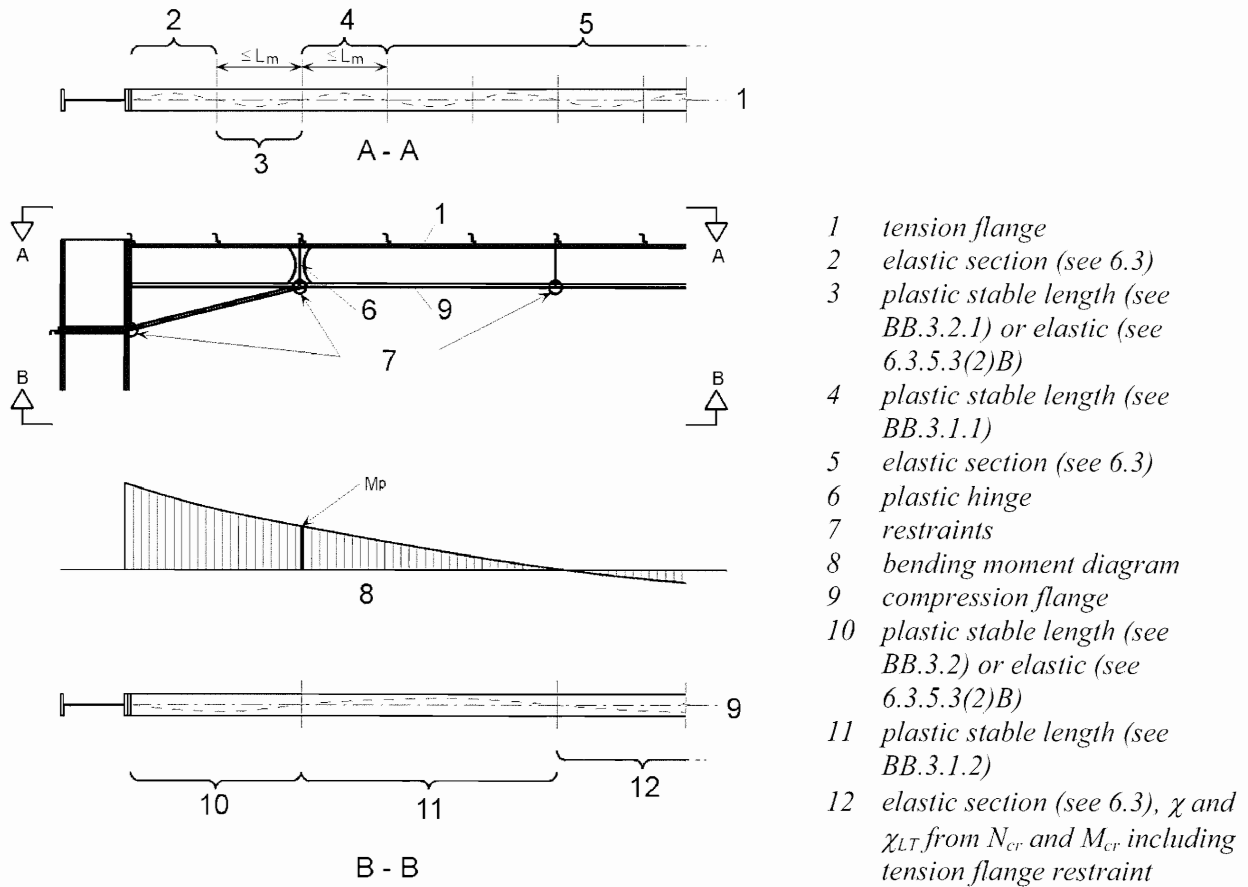 2
4
5
≤Lm
≤Lm
1
3
A - A
1
A
A
6
9
7
B
B
Mp
8
9
10
11
12
B - B
1 tension flange
2 elastic section (see 6.3)
3 plastic stable length (see
BB.3.2.1) or elastic (see
6.3.5.3(2)B)
4 plastic stable length (see
BB.3.1.1)
5 elastic section (see 6.3)
6 plastic hinge
7 restraints
8 bending moment diagram
9 compression flange
10 plastic stable length (see
BB.3.2) or elastic (see
6.3.5.3(2)B)
11 plastic stable length (see
BB.3.1.2)
12 elastic section (see 6.3), χ and
χLT from Ncr and Mcr including
tension flange restraint